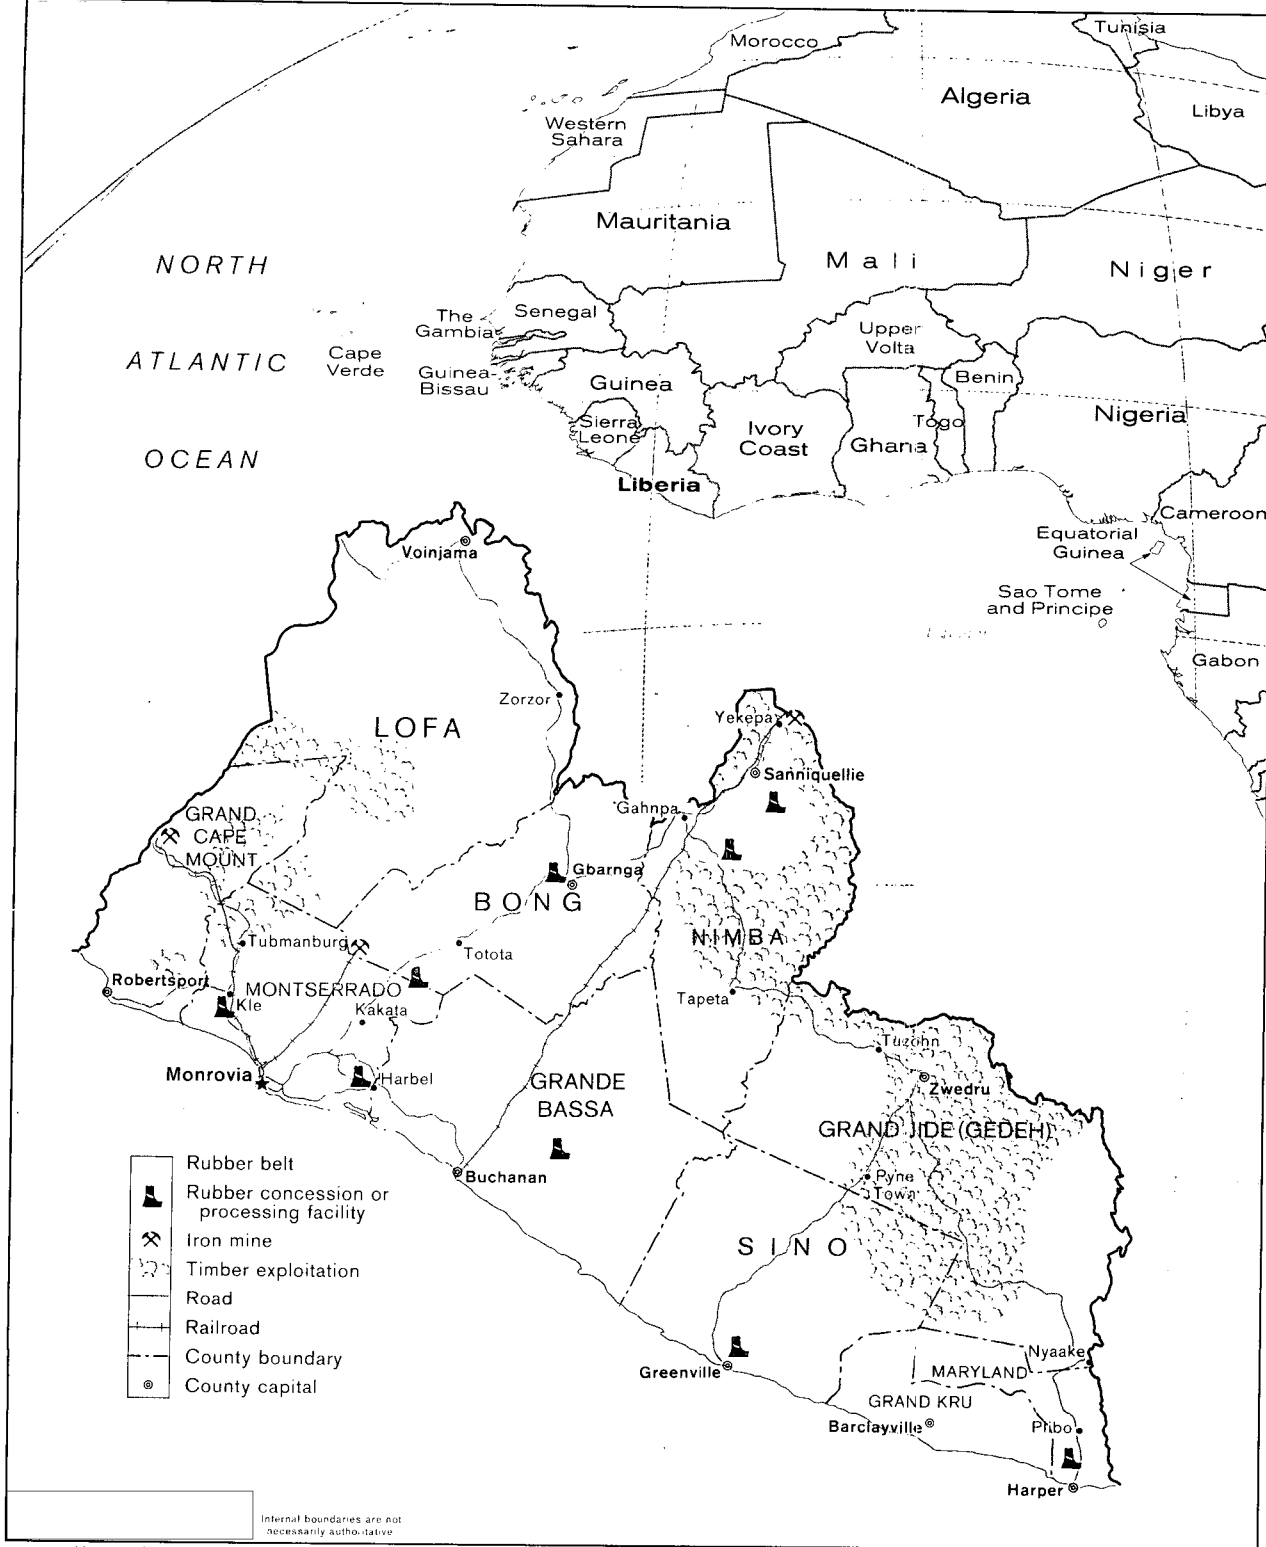 Morocco
Tunisia
Algeria
Libya
Western
Sahara
Mauritania
Mali
Niger
NORTH
ATLANTIC
OCEAN
The
Gambia
Senegal
Cape
Verde
Guinea-
Bissau
Guinea
Upper
Volta
Benin
Sierra
Leone
Ivory
Coast
Ghana
Togo
Nigeria
Liberia
Cameroon
Equatorial
Guinea
Sao Tome
and Principe
Gabon
Voinjama
Zorzor
LOFA
Yekepa
Sanniquellie
Gahnpa
GRAND
CAPE
MOUNT
Gbarnga
BONG
NIMBA
Tubmanburg
Totota
Robertsport
MONTSERRADO
Kle
Kakata
Tapeta
Tuzohn
Monrovia
Harbel
GRANDE
BASSA
Zwedru
GRAND JIDE (GEDEH)
Buchanan
Pyne
Town
SINO
Rubber belt
Rubber concession or
processing facility
Iron mine
Timber exploitation
Road
Railroad
County boundary
County capital
Greenville
Nyaake
MARYLAND
GRAND KRU
Barclayville
Plibo
Harper
Internal boundaries are not
necessarily authoritative